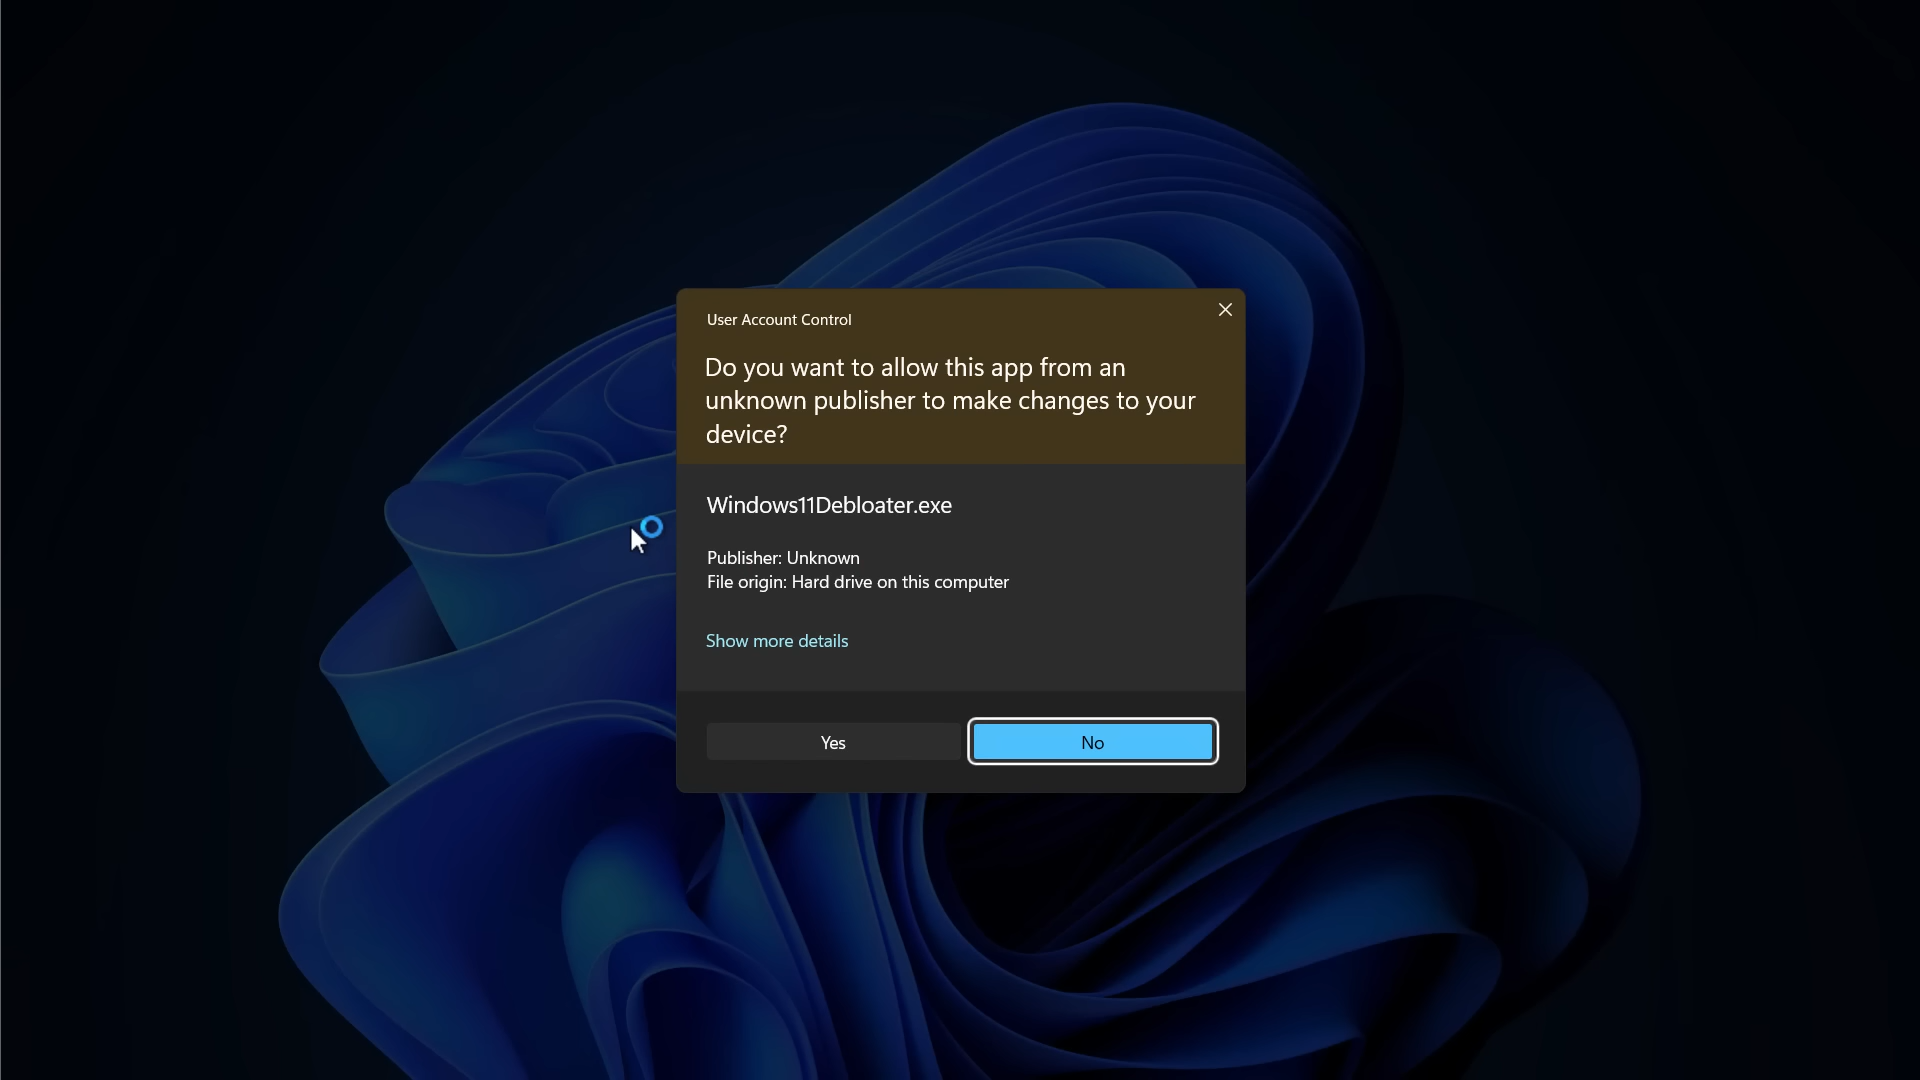 User Account Control
Do you want to allow this app from an
unknown publisher to make changes to your
device?
Windows11Debloater.exe
Publisher: Unknown
File origin: Hard drive on this computer
Show more details
Yes
No